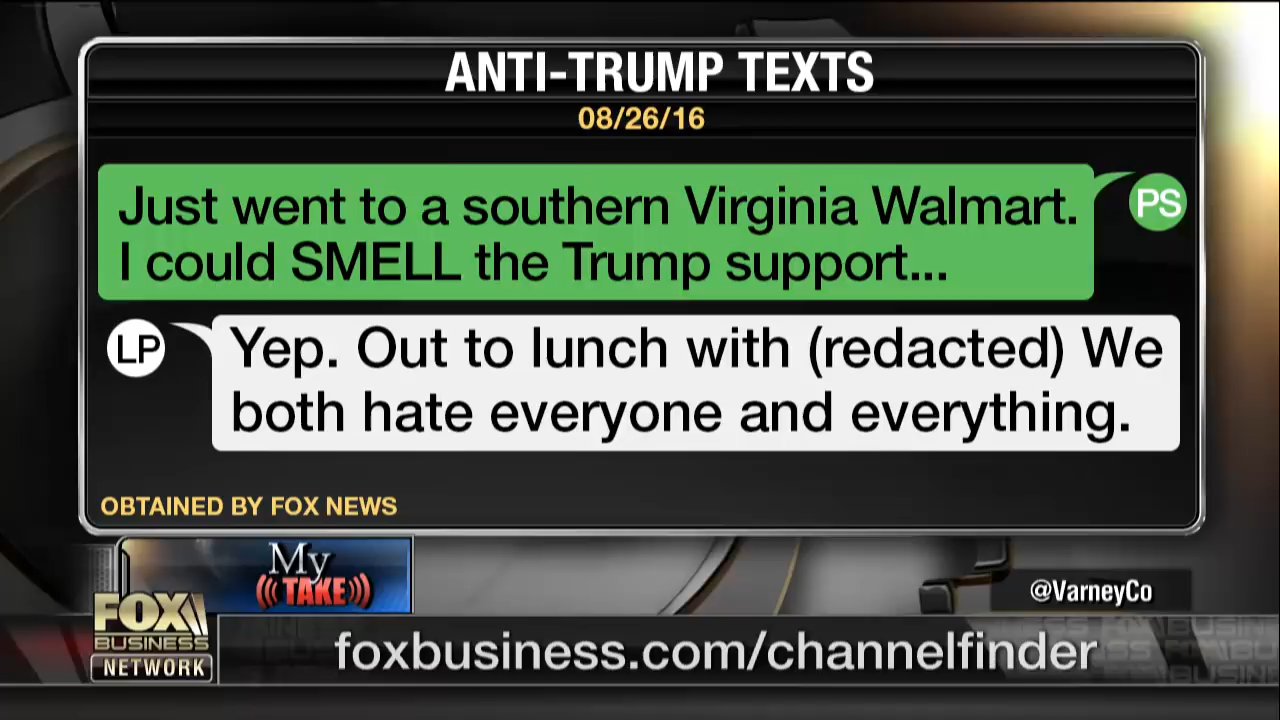 ANTI-TRUMP TEXTS
08/26/16
Just went to a southern Virginia Walmart.
PS
I could SMELL the Trump support...
LP
Yep. Out to lunch with (redacted) We
both hate everyone and everything.
OBTAINED BY FOX NEWS
My
TAKE
@VarneyCo
FOX
BUSINESS
NETWORK
foxbusiness.com/channelfinder